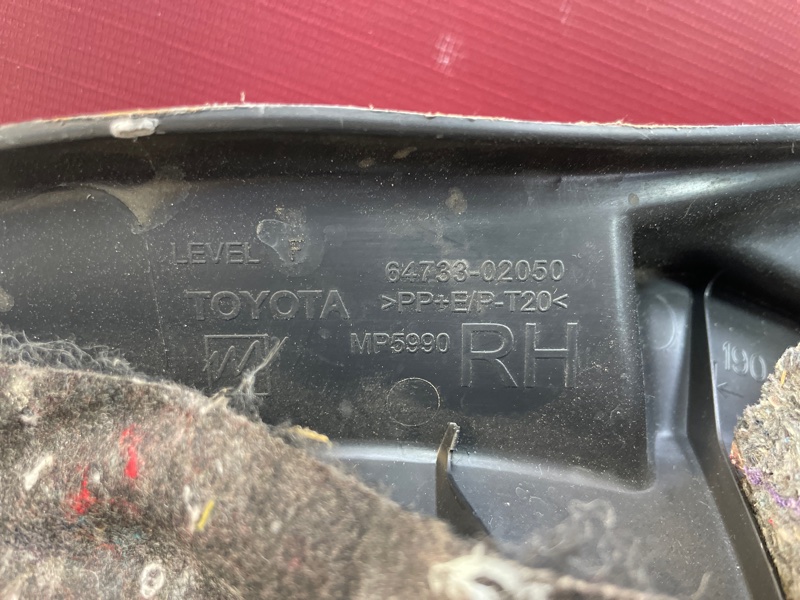 LEVEL F
64733-02050
TOYOTA
>PP+E/P-T20<
MP5990
RH
190